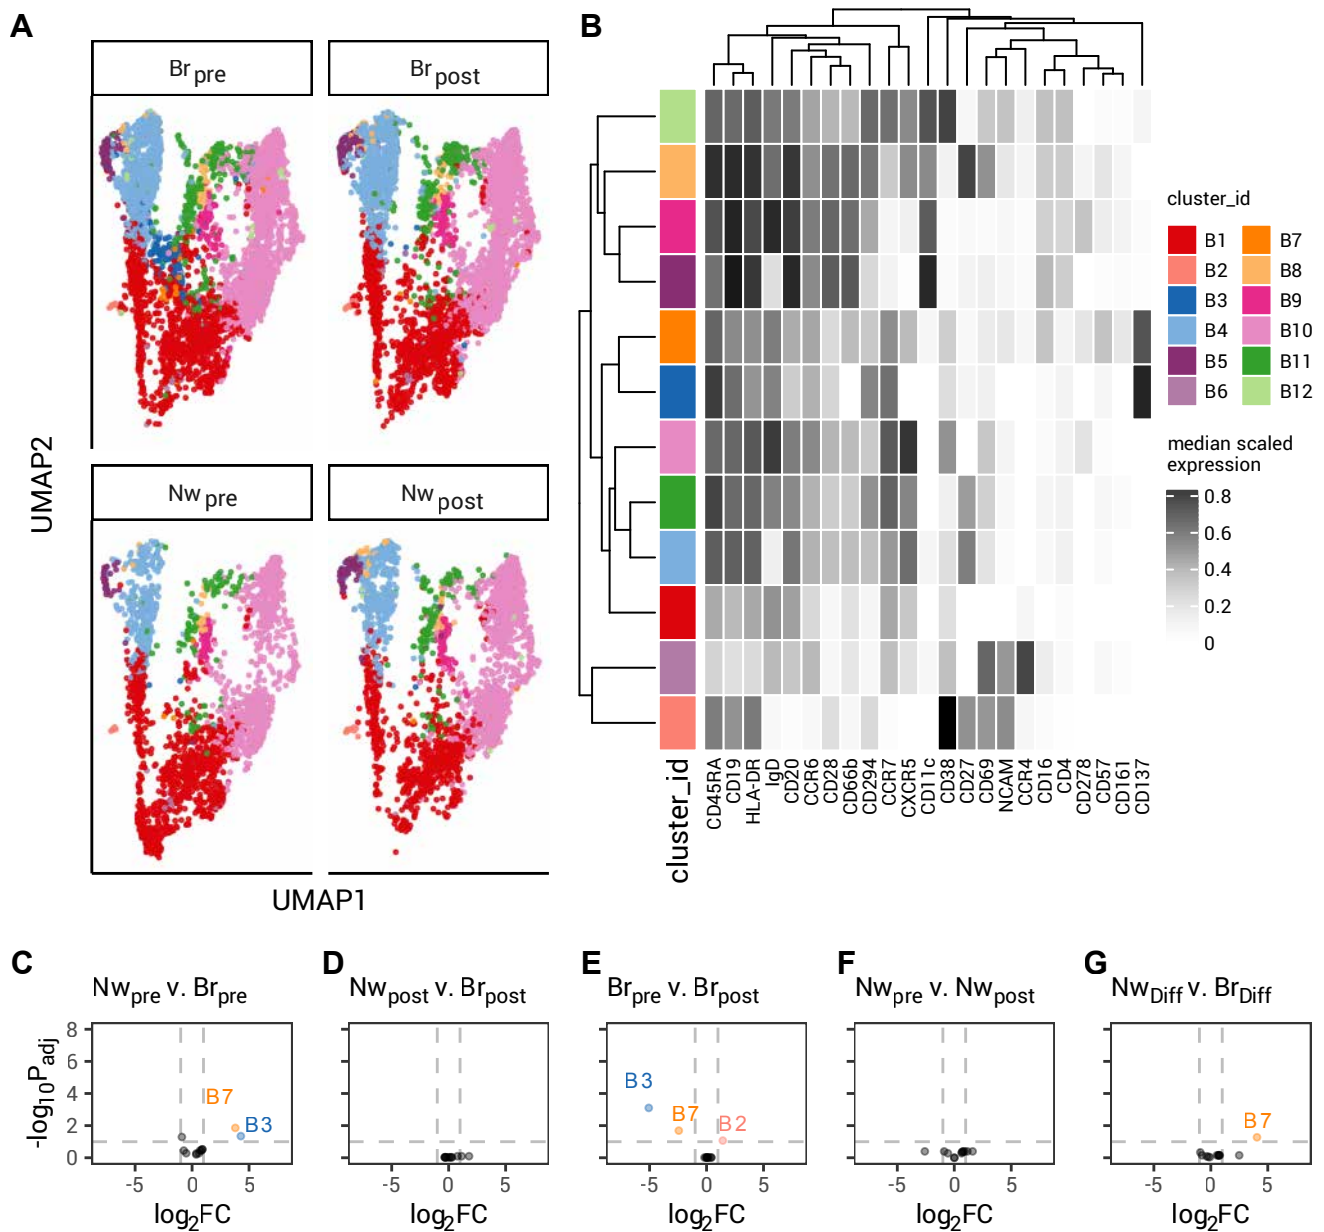 A
B
Br pre
Br post
Nw pre
Nw post
UMAP2
UMAP1
cluster_id
B1
B7
B2
B8
B3
B9
B4
B10
B5
B11
B6
B12
median scaled
expression
0.8
0.6
0.4
0.2
0
cluster_id
CD45RA
CD19
HLA-DR
IgD
CD20
CCR6
CD28
CD66b
CD294
CCR7
CXCR5
CD11c
CD38
CD27
CD69
NCAM
CCR4
CD16
CD4
CD278
CD57
CD161
CD137
C
Nwpre v. Brpre
-log10Padj
8
6
4
2
0
B7
B3
-5
0
5
log2FC
D
Nwpost v. Brpost
-5
0
5
log2FC
E
Brpre v. Brpost
B3
B7
B2
-5
0
5
log2FC
F
Nwpre v. Nwpost
-5
0
5
log2FC
G
NwDiff v. BrDiff
B7
-5
0
5
log2FC